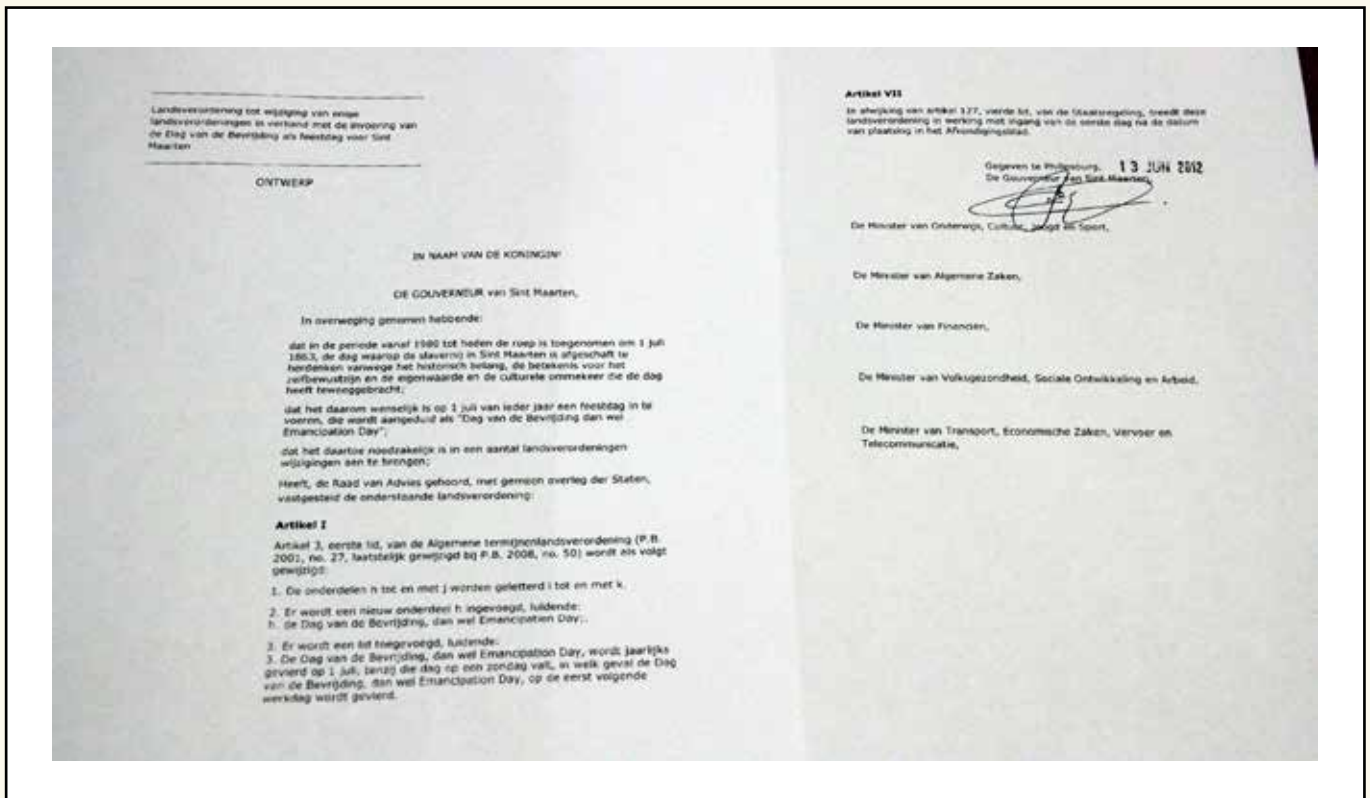 Landsverordening tot wijziging van enige
landsverordeningen in verband met de invoering van
de Dag van de Bevrijding als feestdag voor Sint
Maarten
ONTWERP
IN NAAM VAN DE KONINGIN!
DE GOUVERNEUR van Sint Maarten,
In overweging genomen hebbende:
dat in de periode vanaf 1980 tot heden de roep is toegenomen om 1 juli
1863, de dag waarop de slavernij in Sint Maarten is afgeschaft te
herdenken vanwege het historisch belang, de betekenis voor het
zelfbewustzijn en de eigenwaarde en de culturele ommekeer die de dag
heeft teweeggebracht;
dat het daarom wenselijk is op 1 juli van ieder jaar een feestdag in te
voeren, die wordt aangeduid als "Dag van de Bevrijding dan wel
Emancipation Day";
dat het daartoe noodzakelijk is in een aantal landsverordeningen
wijzigingen aan te brengen;
Heeft, de Raad van Advies gehoord, met gemeen overleg der Staten,
vastgesteld de onderstaande landsverordening:
Artikel I
Artikel 3, eerste lid, van de Algemene termijnenlandsverordening (P.B.
2001, no. 27, laatstelijk gewijzigd bij P.B. 2008, no. 50) wordt als volgt
gewijzigd:
1. De onderdelen h tot en met j worden geletterd i tot en met k.
2. Er wordt een nieuw onderdeel h ingevoegd, luidende:
h. de Dag van de Bevrijding, dan wel Emancipation Day;.
3. Er wordt een lid toegevoegd, luidende:
3. De Dag van de Bevrijding, dan wel Emancipation Day, wordt jaarlijks
gevierd op 1 juli, tenzij die dag op een zondag valt, in welk geval de Dag
van de Bevrijding, dan wel Emancipation Day, op de eerst volgende
werkdag wordt gevierd.
Artikel VII
In afwijking van artikel 127, vierde lid, van de Staatsregeling, treedt deze
landsverordening in werking met ingang van de eerste dag na de datum
van plaatsing in het Afkondigingsblad.
Gegeven te Philipsburg, 13 JUN 2012
De Gouverneur van Sint Maarten,
De Minister van Onderwijs, Cultuur, Jeugd en Sport,
De Minister van Algemene Zaken,
De Minister van Financiën,
De Minister van Volksgezondheid, Sociale Ontwikkeling en Arbeid,
De Minister van Transport, Economische Zaken, Vervoer en
Telecommunicatie,